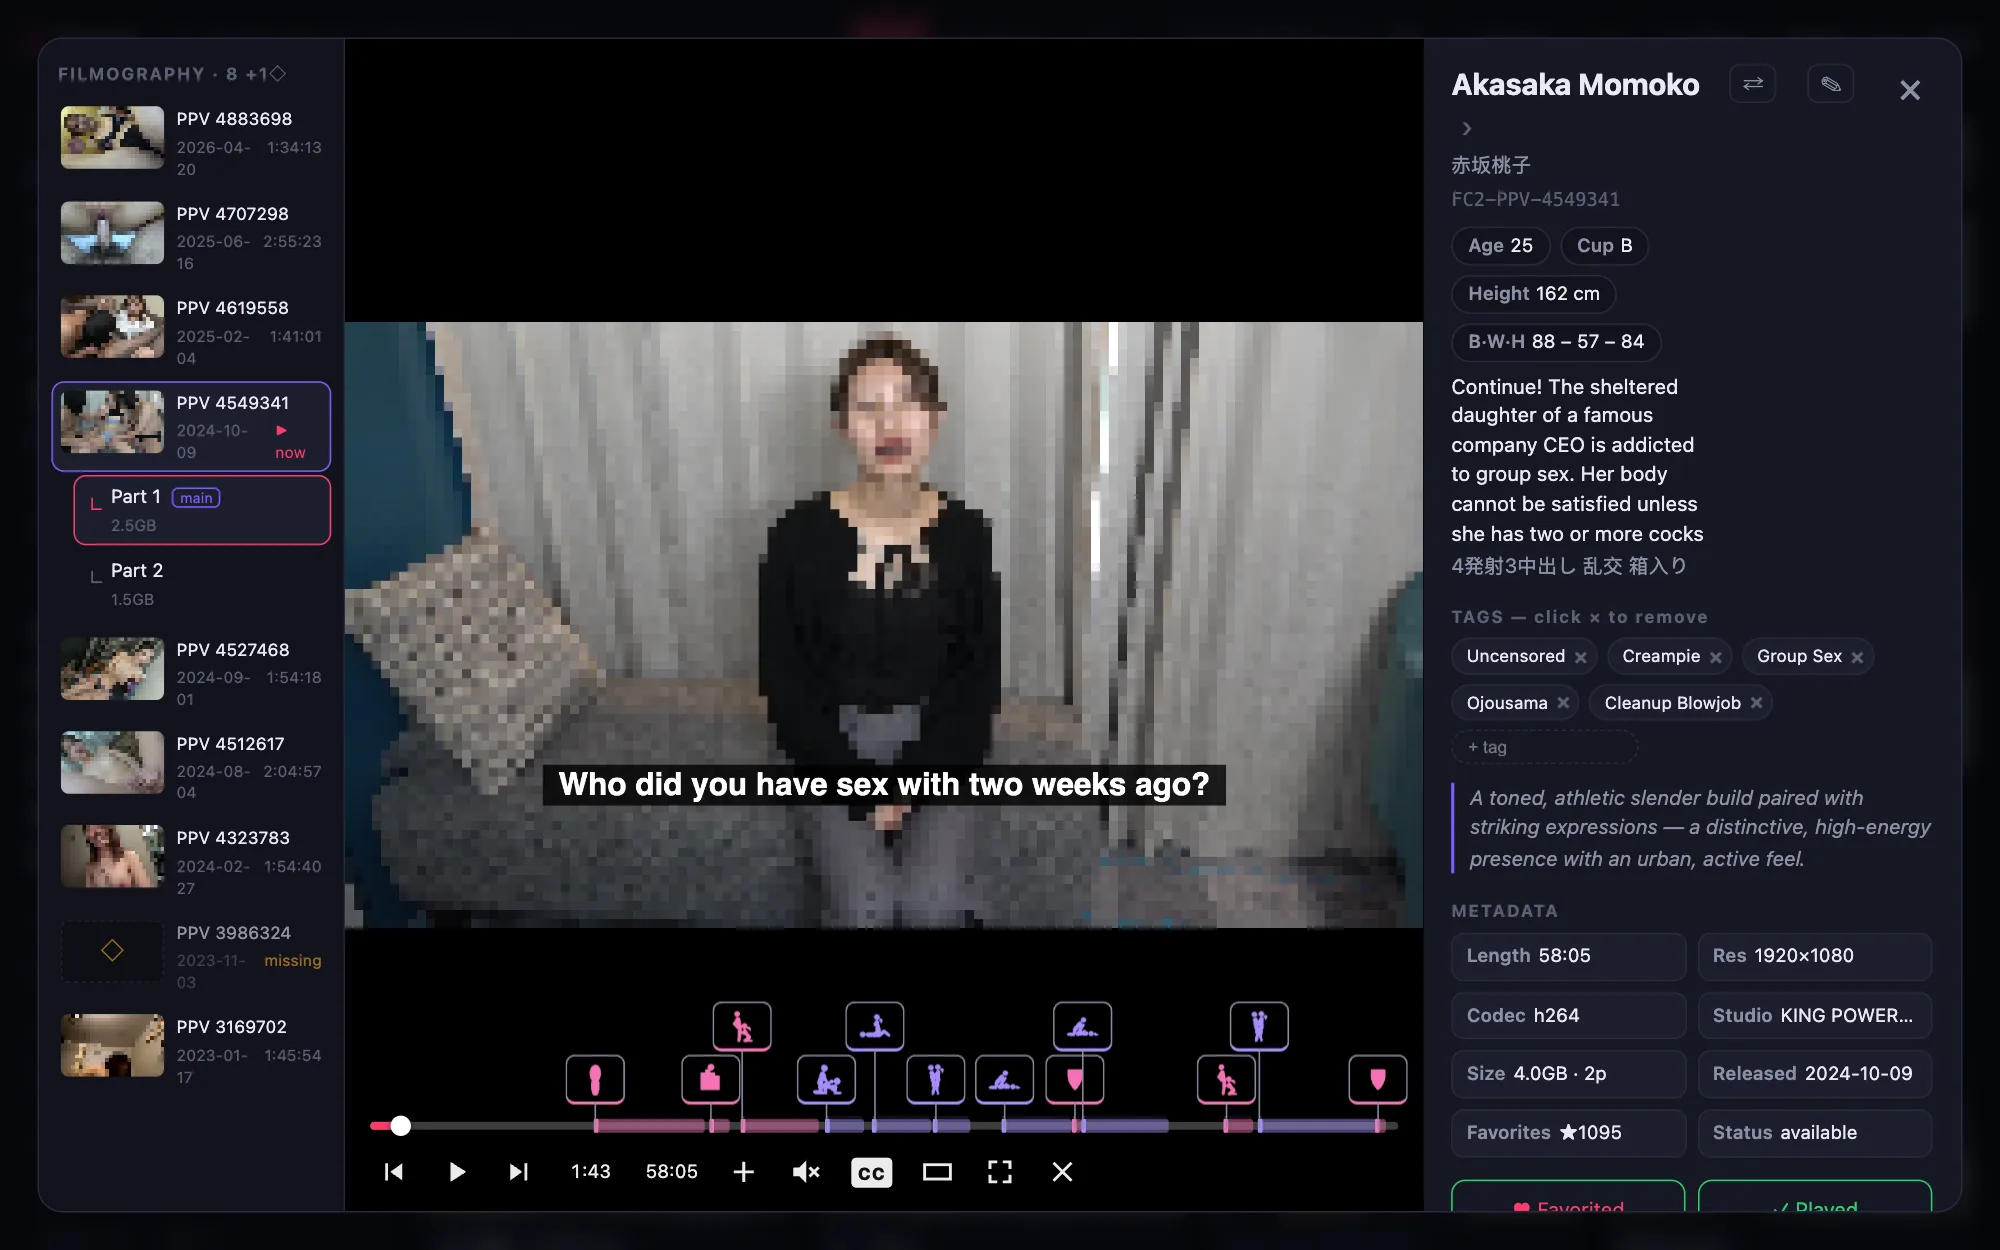 FILMOGRAPHY · 8 +1◇
PPV 4883698
2026-04-20 1:34:13
PPV 4707298
2025-06-16 2:55:23
PPV 4619558
2025-02-04 1:41:01
PPV 4549341
2024-10-09 ▶ now
Part 1 main
2.5GB
Part 2
1.5GB
PPV 4527468
2024-09-01 1:54:18
PPV 4512617
2024-08-04 2:04:57
PPV 4323783
2024-02-27 1:54:40
PPV 3986324
2023-11-03 missing
PPV 3169702
2023-01-17 1:45:54
Who did you have sex with two weeks ago?
1:43 58:05 CC
Akasaka Momoko
赤坂桃子
FC2-PPV-4549341
Age 25 Cup B
Height 162 cm
B·W·H 88 – 57 – 84
Continue! The sheltered
daughter of a famous
company CEO is addicted
to group sex. Her body
cannot be satisfied unless
she has two or more cocks
4発射3中出し 乱交 箱入り
TAGS — click × to remove
Uncensored × Creampie × Group Sex ×
Ojousama × Cleanup Blowjob ×
+ tag
A toned, athletic slender build paired with
striking expressions — a distinctive, high-energy
presence with an urban, active feel.
METADATA
Length 58:05 Res 1920×1080
Codec h264 Studio KING POWER...
Size 4.0GB · 2p Released 2024-10-09
Favorites ★1095 Status available
♥ Favorited ✓ Played